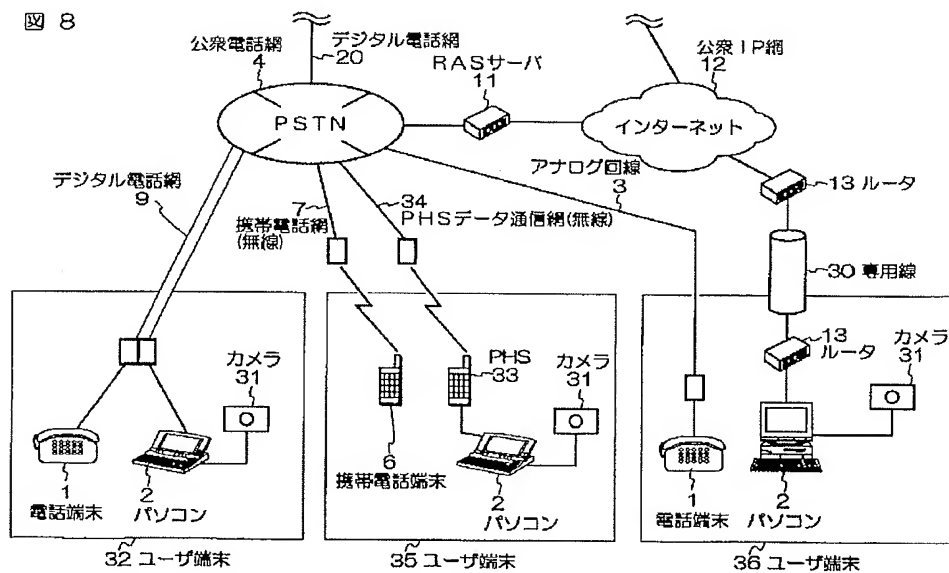 図 8
公衆電話網
4
デジタル電話網
20
RASサーバ
11
公衆IP網
12
PSTN
インターネット
デジタル電話網
9
7
携帯電話網
(無線)
34
PHSデータ通信網(無線)
アナログ回線
3
13 ルータ
30 専用線
カメラ
31
PHS
33
カメラ
31
13
ルータ
カメラ
31
1
電話端末
2
パソコン
6
携帯電話端末
2
パソコン
1
電話端末
2
パソコン
32 ユーザ端末
35 ユーザ端末
36 ユーザ端末